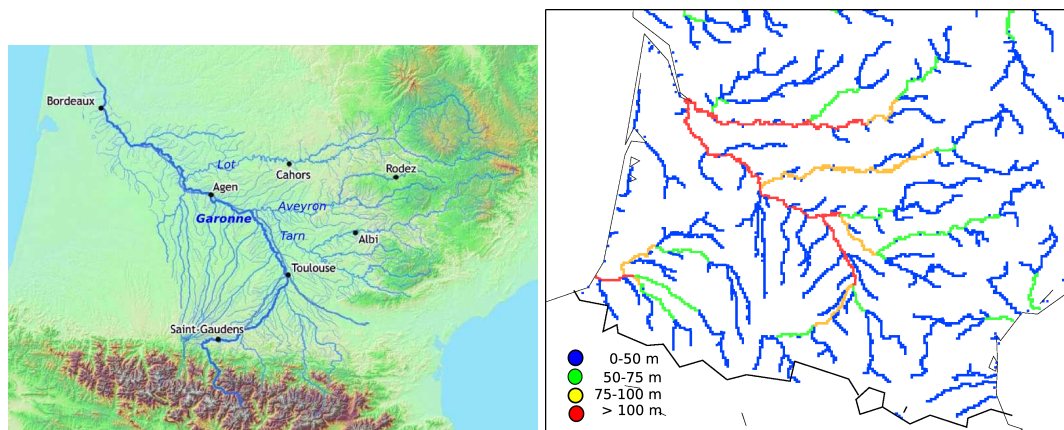 Bordeaux
Lot
Cahors
Rodez
Agen
Aveyron
Garonne
Tarn
Albi
Toulouse
Saint-Gaudens
0-50 m
50-75 m
75-100 m
> 100 m